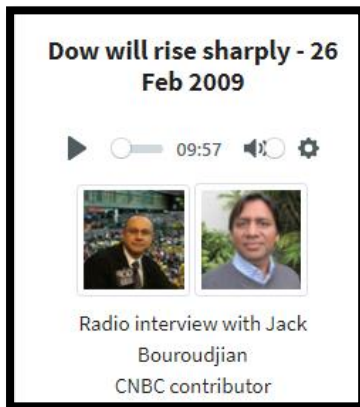 Dow will rise sharply - 26
Feb 2009
09:57
Radio interview with Jack
Bouroudjian
CNBC contributor